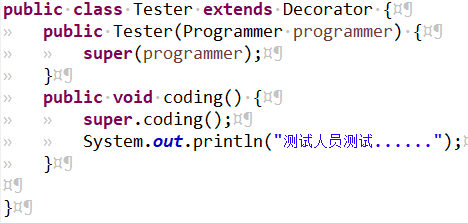 public class Tester extends Decorator {
public Tester(Programmer programmer) {
super(programmer);
}
public void coding() {
super.coding();
System.out.println("测试人员测试......");
}
}